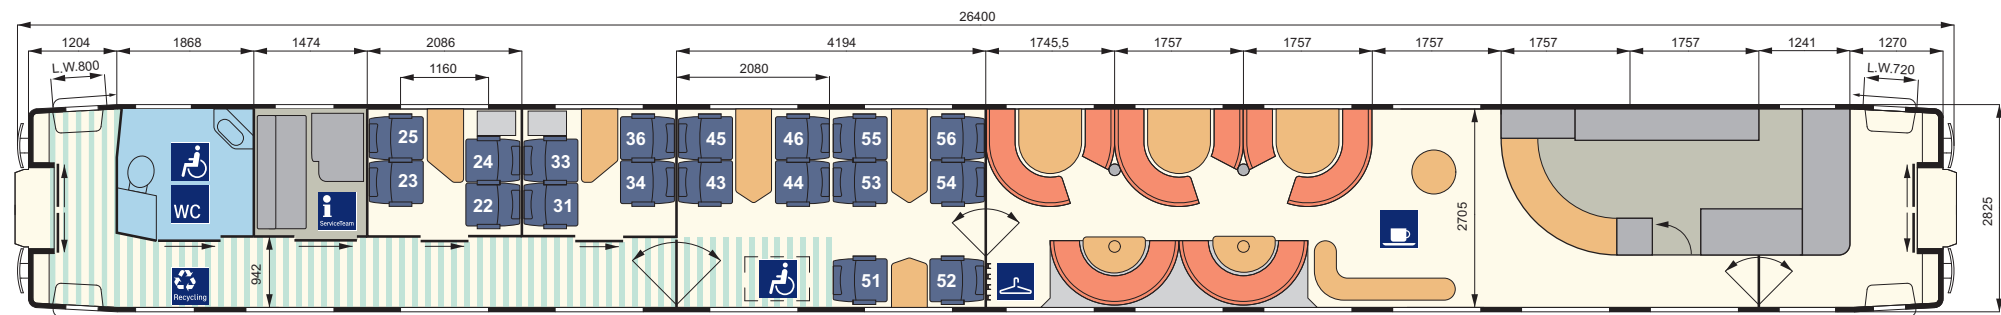 26400
1204 1868 1474 2086 4194 1745,5 1757 1757 1757 1757 1757 1241 1270
L.W.800 1160 2080 L.W.720
25 24 33 36 45 46 55 56
23 22 31 34 43 44 53 54
WC
i
ServiceTeam
2705
2825
942
Recycling
51 52